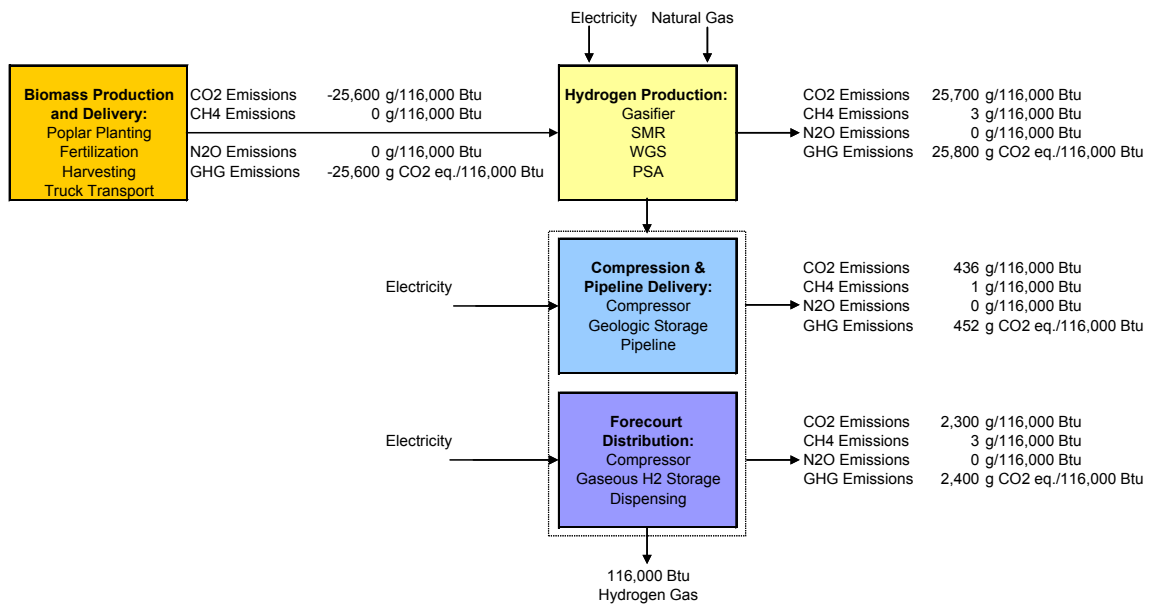 Electricity
Natural Gas
Biomass Production
and Delivery:
Poplar Planting
Fertilization
Harvesting
Truck Transport
CO2 Emissions -25,600 g/116,000 Btu
CH4 Emissions 0 g/116,000 Btu
N2O Emissions 0 g/116,000 Btu
GHG Emissions -25,600 g CO2 eq./116,000 Btu
Hydrogen Production:
Gasifier
SMR
WGS
PSA
CO2 Emissions 25,700 g/116,000 Btu
CH4 Emissions 3 g/116,000 Btu
N2O Emissions 0 g/116,000 Btu
GHG Emissions 25,800 g CO2 eq./116,000 Btu
Electricity
Compression &
Pipeline Delivery:
Compressor
Geologic Storage
Pipeline
CO2 Emissions 436 g/116,000 Btu
CH4 Emissions 1 g/116,000 Btu
N2O Emissions 0 g/116,000 Btu
GHG Emissions 452 g CO2 eq./116,000 Btu
Electricity
Forecourt
Distribution:
Compressor
Gaseous H2 Storage
Dispensing
CO2 Emissions 2,300 g/116,000 Btu
CH4 Emissions 3 g/116,000 Btu
N2O Emissions 0 g/116,000 Btu
GHG Emissions 2,400 g CO2 eq./116,000 Btu
116,000 Btu
Hydrogen Gas